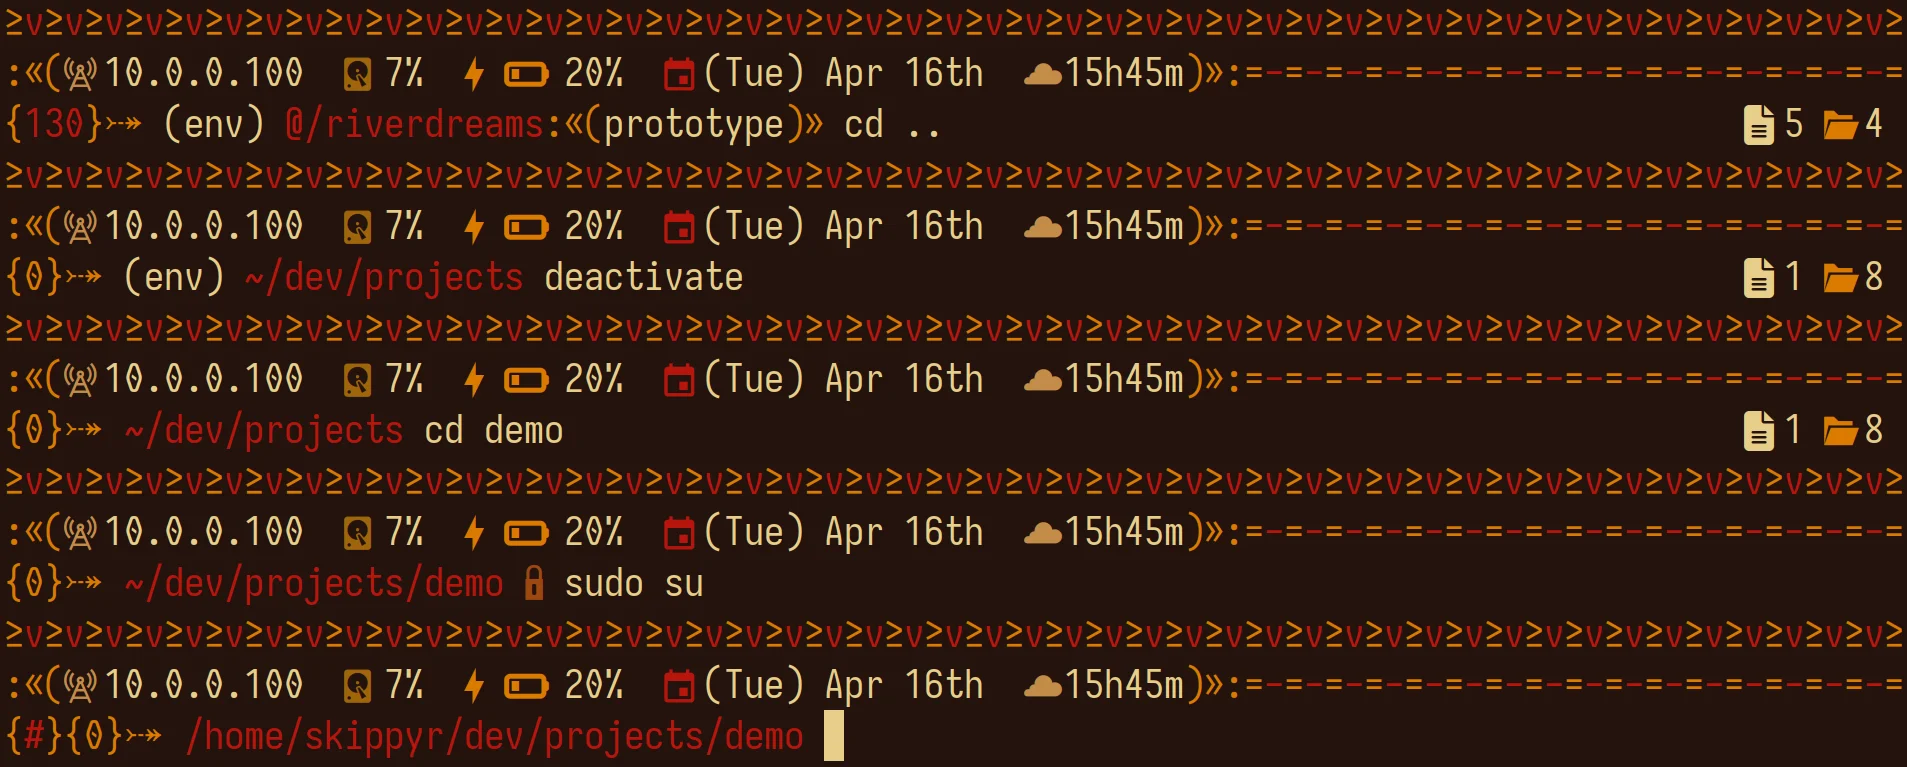 ≥v≥v≥v≥v≥v≥v≥v≥v≥v≥v≥v≥v≥v≥v≥v≥v≥v≥v≥v≥v≥v≥v≥v≥v≥v≥v≥v≥v≥v≥v≥v≥v≥v≥v≥v≥v≥v≥v≥v≥v≥v≥v≥v≥v≥v≥v≥v≥
:«(10.0.0.100 7% 20% (Tue) Apr 16th 15h45m)»:=-=-=-=-=-=-=-=-=-=-=-=-=-=-=-=-=
{130}⤖ (env) @/riverdreams:«(prototype)» cd .. 5 4
≥v≥v≥v≥v≥v≥v≥v≥v≥v≥v≥v≥v≥v≥v≥v≥v≥v≥v≥v≥v≥v≥v≥v≥v≥v≥v≥v≥v≥v≥v≥v≥v≥v≥v≥v≥v≥v≥v≥v≥v≥v≥v≥v≥v≥v≥v≥v≥
:«(10.0.0.100 7% 20% (Tue) Apr 16th 15h45m)»:=-=-=-=-=-=-=-=-=-=-=-=-=-=-=-=-=
{0}⤖ (env) ~/dev/projects deactivate 1 8
≥v≥v≥v≥v≥v≥v≥v≥v≥v≥v≥v≥v≥v≥v≥v≥v≥v≥v≥v≥v≥v≥v≥v≥v≥v≥v≥v≥v≥v≥v≥v≥v≥v≥v≥v≥v≥v≥v≥v≥v≥v≥v≥v≥v≥v≥v≥v≥
:«(10.0.0.100 7% 20% (Tue) Apr 16th 15h45m)»:=-=-=-=-=-=-=-=-=-=-=-=-=-=-=-=-=
{0}⤖ ~/dev/projects cd demo 1 8
≥v≥v≥v≥v≥v≥v≥v≥v≥v≥v≥v≥v≥v≥v≥v≥v≥v≥v≥v≥v≥v≥v≥v≥v≥v≥v≥v≥v≥v≥v≥v≥v≥v≥v≥v≥v≥v≥v≥v≥v≥v≥v≥v≥v≥v≥v≥v≥
:«(10.0.0.100 7% 20% (Tue) Apr 16th 15h45m)»:=-=-=-=-=-=-=-=-=-=-=-=-=-=-=-=-=
{0}⤖ ~/dev/projects/demo sudo su
≥v≥v≥v≥v≥v≥v≥v≥v≥v≥v≥v≥v≥v≥v≥v≥v≥v≥v≥v≥v≥v≥v≥v≥v≥v≥v≥v≥v≥v≥v≥v≥v≥v≥v≥v≥v≥v≥v≥v≥v≥v≥v≥v≥v≥v≥v≥v≥
:«(10.0.0.100 7% 20% (Tue) Apr 16th 15h45m)»:=-=-=-=-=-=-=-=-=-=-=-=-=-=-=-=-=
{#}{0}⤖ /home/skippyr/dev/projects/demo